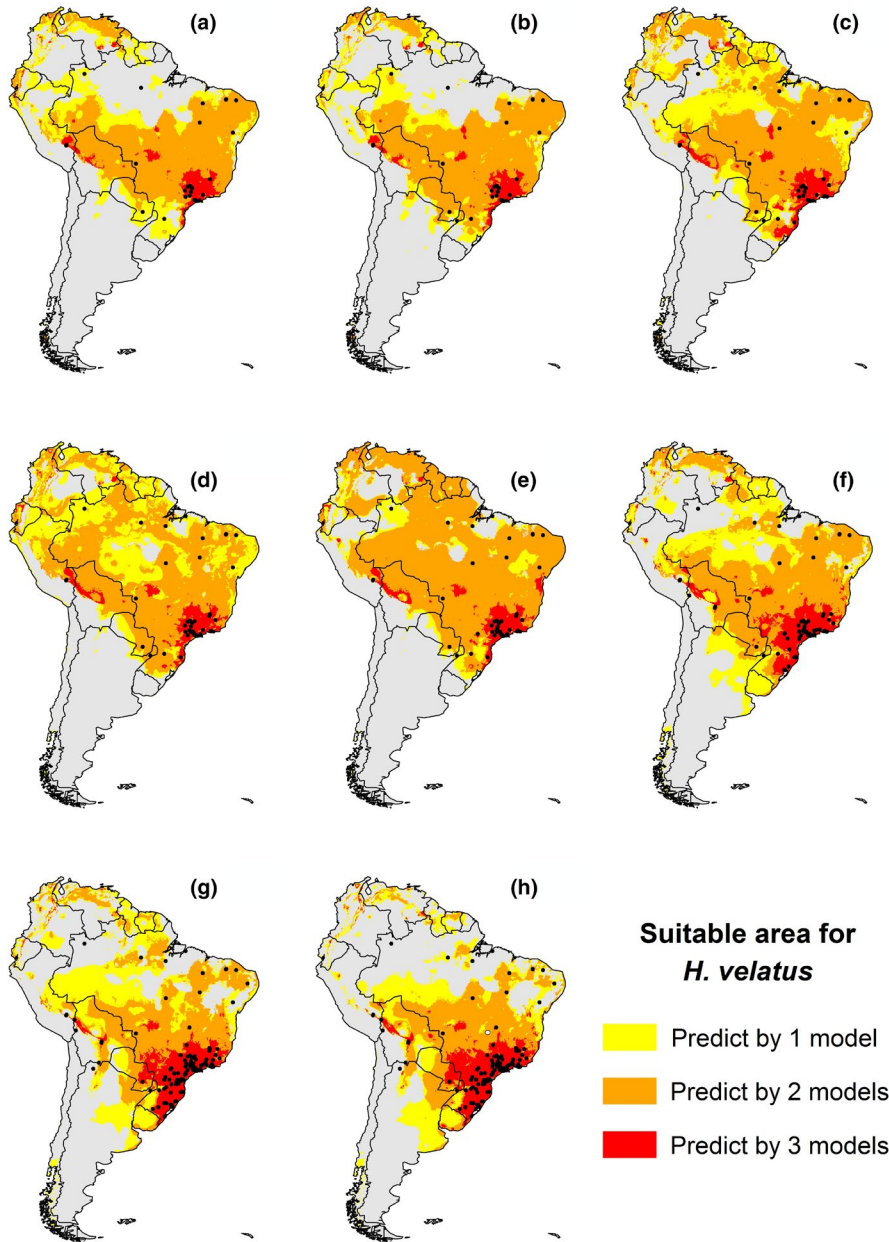 (a)
(b)
(c)
(d)
(e)
(f)
(g)
(h)
Suitable area for
H. velatus
Predict by 1 model
Predict by 2 models
Predict by 3 models